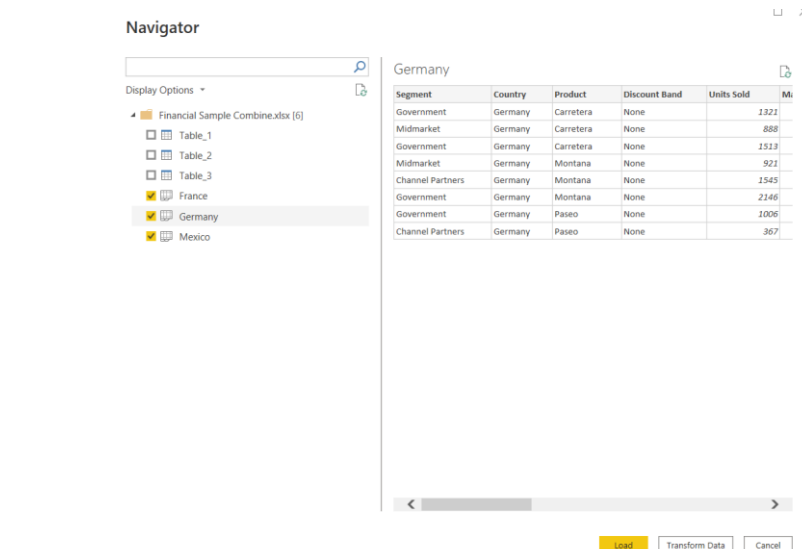 Navigator
Display Options
Financial Sample Combine.xlsx [6]
Table_1
Table_2
Table_3
France
Germany
Mexico
Germany
Segment Country Product Discount Band Units Sold
Government Germany Carretera None 1321
Midmarket Germany Carretera None 888
Government Germany Carretera None 1513
Midmarket Germany Montana None 921
Channel Partners Germany Montana None 1545
Government Germany Montana None 2146
Government Germany Paseo None 1006
Channel Partners Germany Paseo None 367
Load Transform Data Cancel